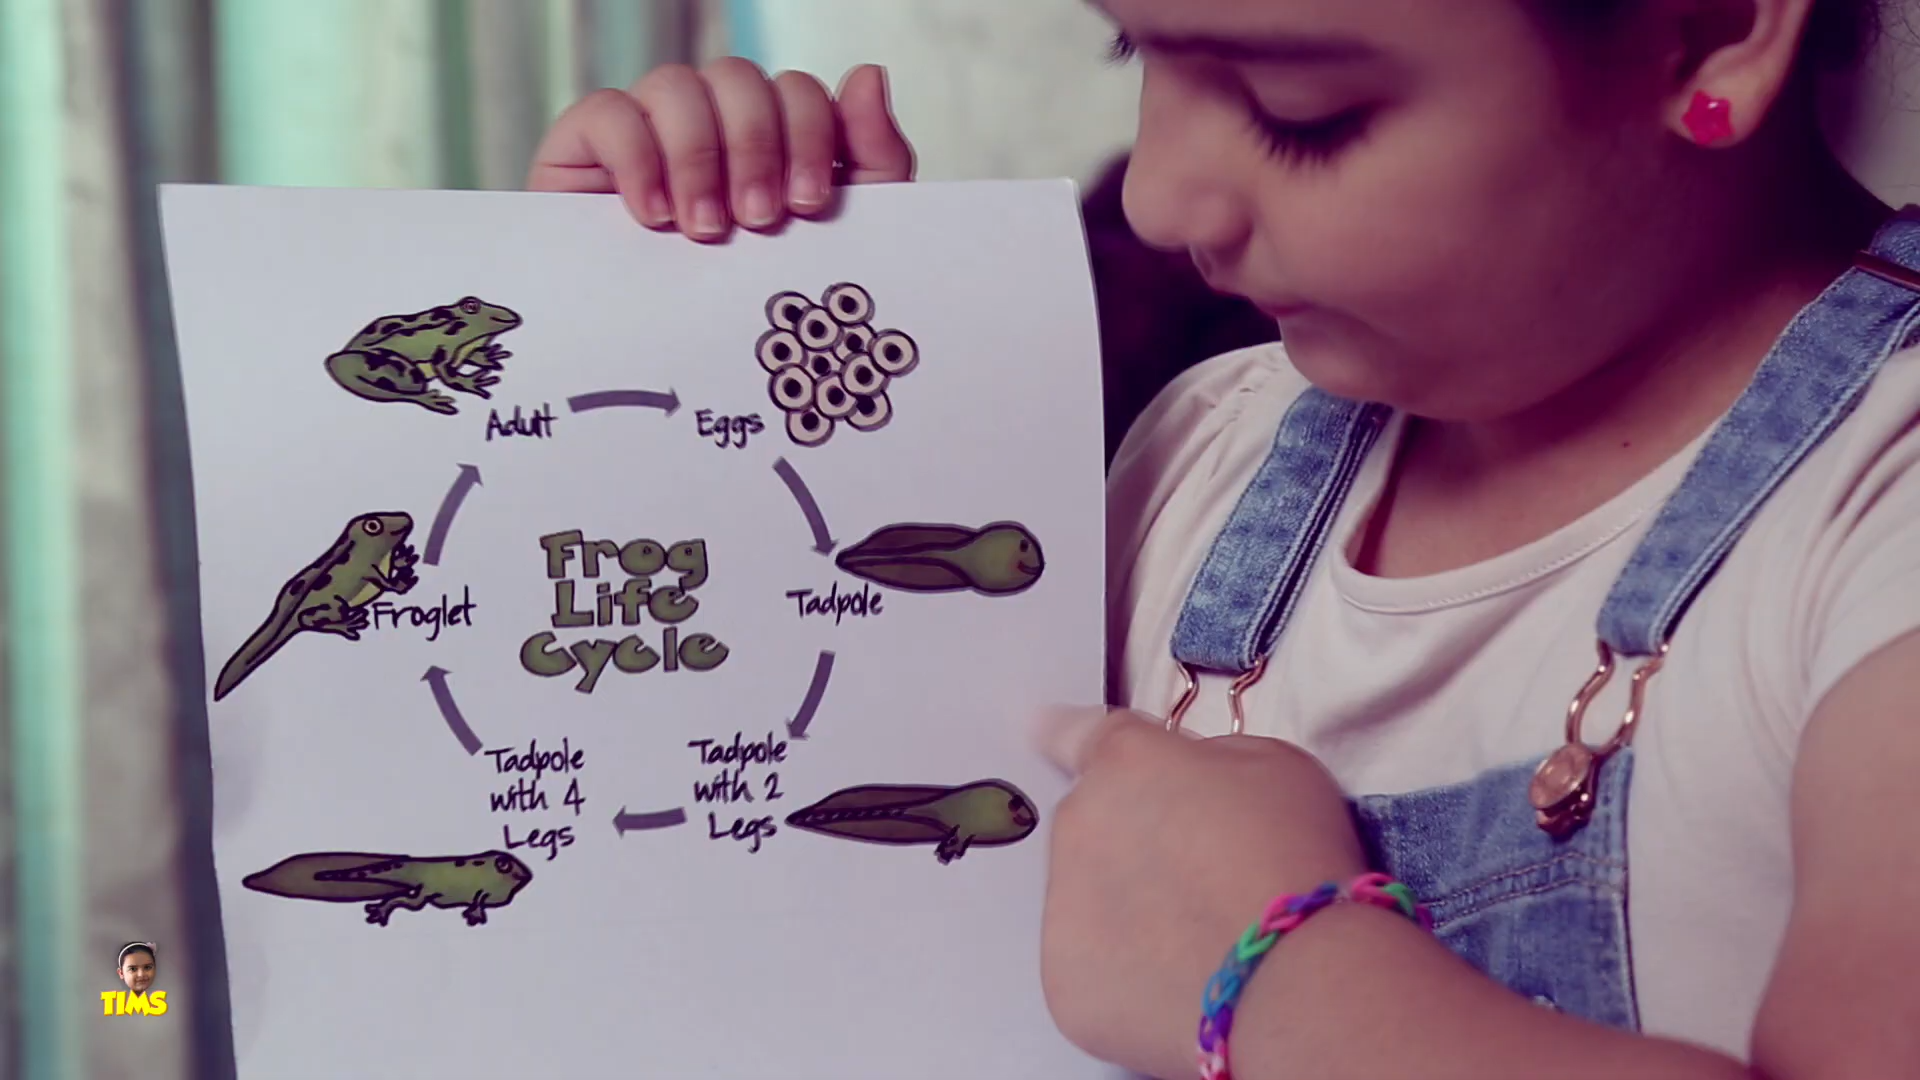 Adult
Eggs
Frog
Life
Cycle
Tadpole
Tadpole
with 2
Legs
Tadpole
with 4
Legs
Froglet
TIMS